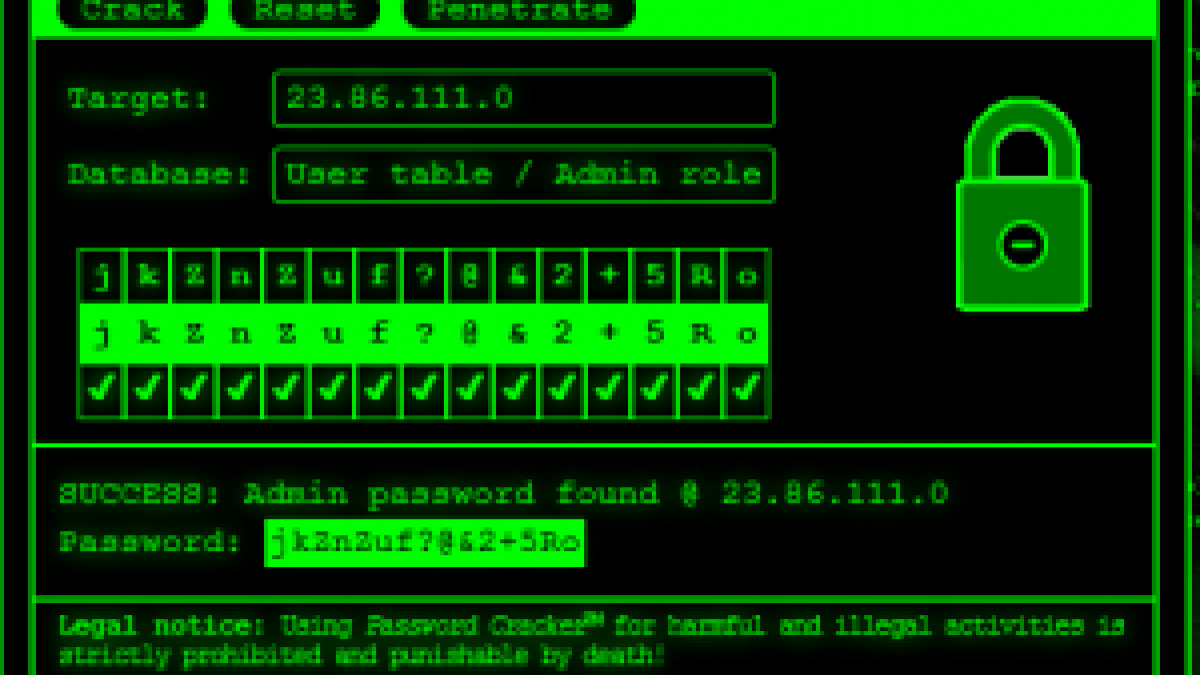 Crack Reset Penetrate
Target: 23.86.111.0
Database: User table / Admin role
j k Z n Z u f ? @ & 2 + 5 R o
j k Z n Z u f ? @ & 2 + 5 R o
✓ ✓ ✓ ✓ ✓ ✓ ✓ ✓ ✓ ✓ ✓ ✓ ✓ ✓ ✓
SUCCESS: Admin password found @ 23.86.111.0
Password: jkZnZuf?@&2+5Ro
Legal notice: Using Password Cracker™ for harmful and illegal activities is
strictly prohibited and punishable by death!